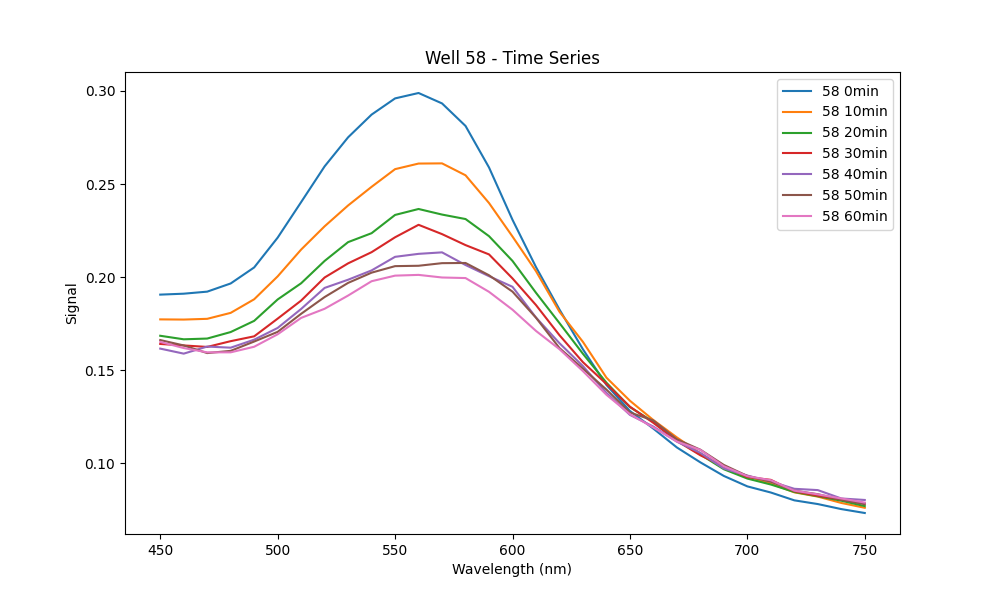 Well 58 - Time Series
58 0min
58 10min
58 20min
58 30min
58 40min
58 50min
58 60min
Signal
0.30
0.25
0.20
0.15
0.10
450 500 550 600 650 700 750
Wavelength (nm)